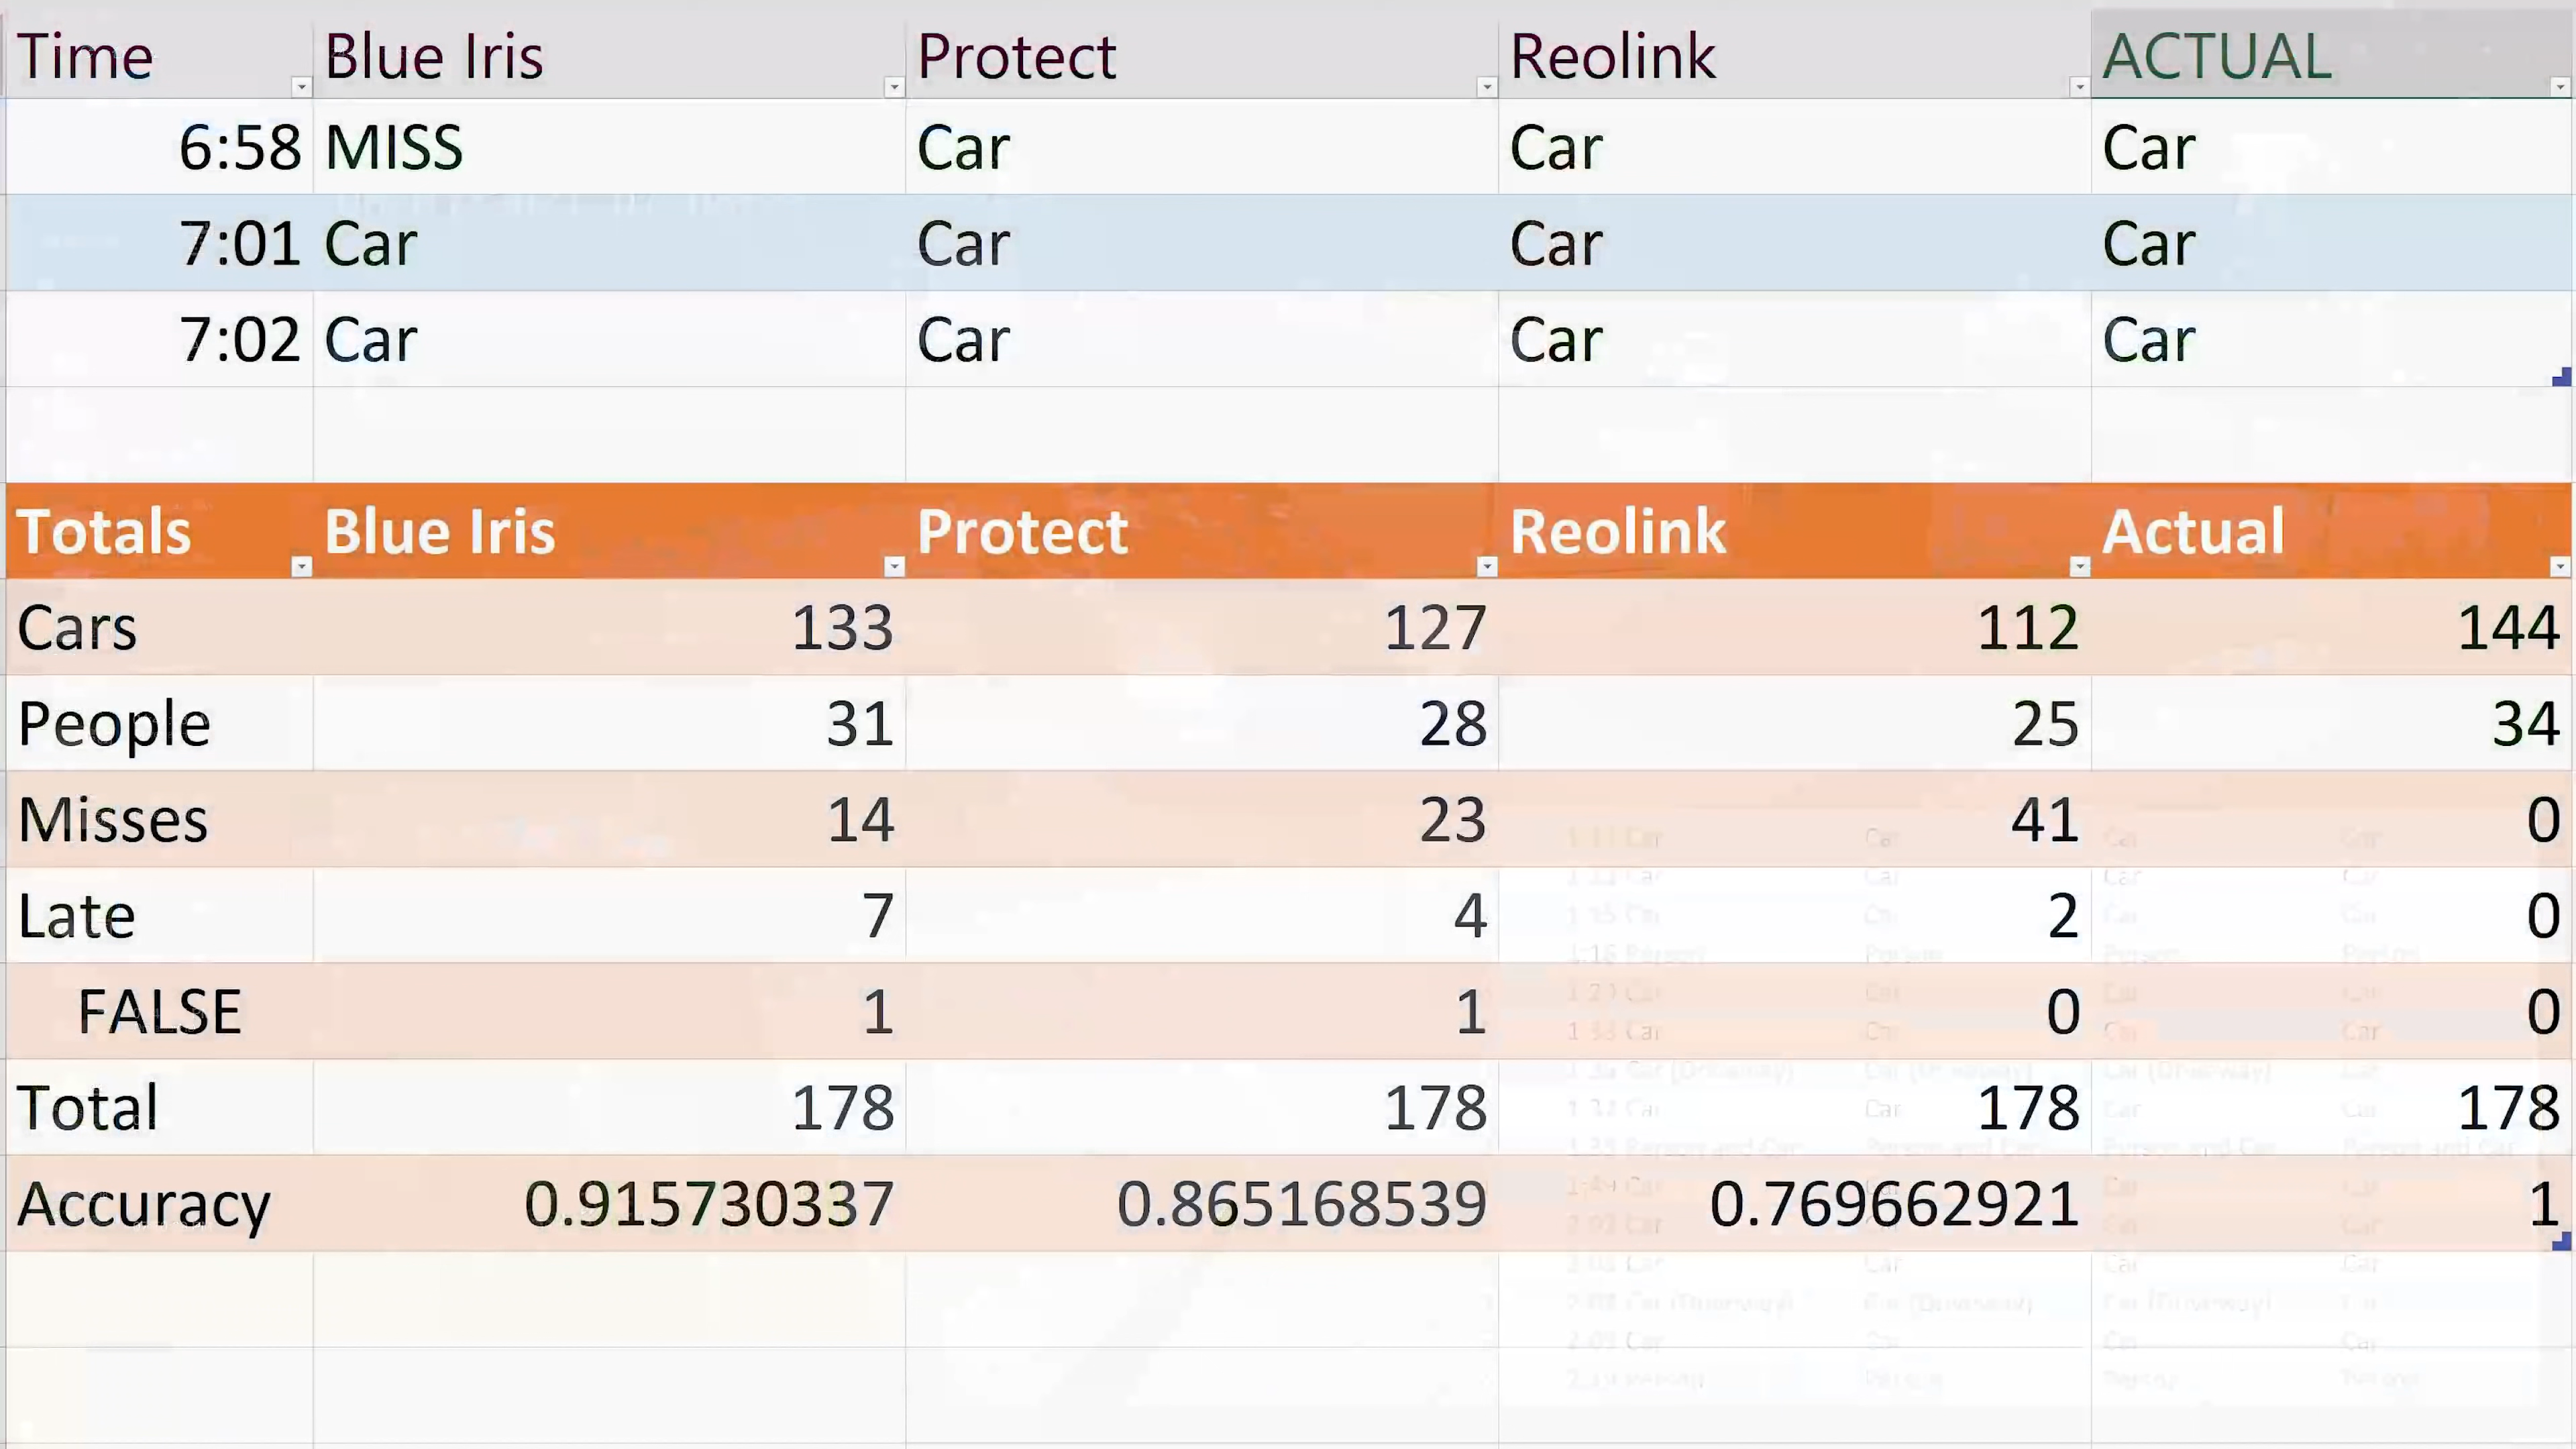 Time Blue Iris Protect Reolink ACTUAL
6:58 MISS Car Car Car
7:01 Car Car Car Car
7:02 Car Car Car Car
Totals Blue Iris Protect Reolink Actual
Cars 133 127 112 144
People 31 28 25 34
Misses 14 23 41 0
Late 7 4 2 0
FALSE 1 1 0 0
Total 178 178 178 178
Accuracy 0.915730337 0.865168539 0.769662921 1